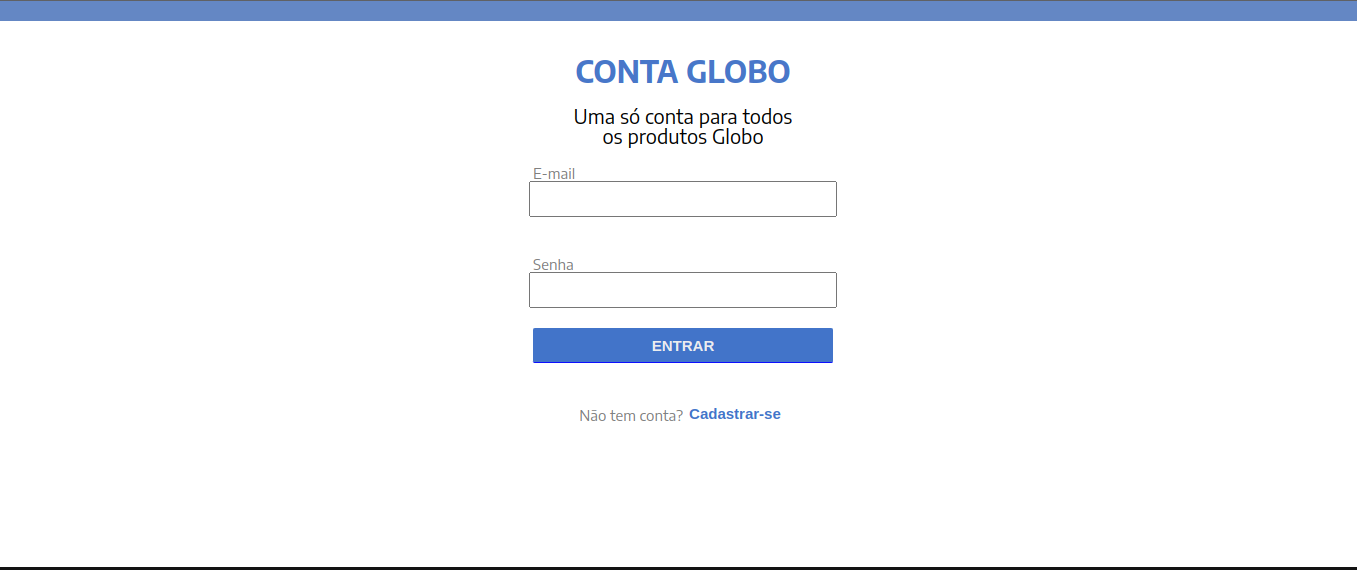 CONTA GLOBO
Uma só conta para todos
os produtos Globo
E-mail
Senha
ENTRAR
Não tem conta? Cadastrar-se